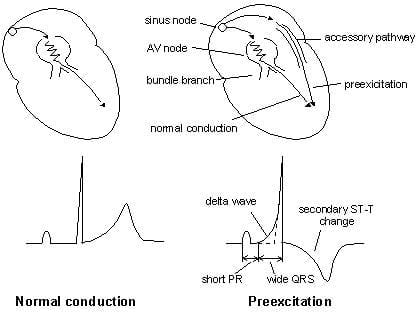 sinus node
AV node
accessory pathway
bundle branch
preexcitation
normal conduction
delta wave
secondary ST-T
change
short PR
wide QRS
Normal conduction
Preexcitation